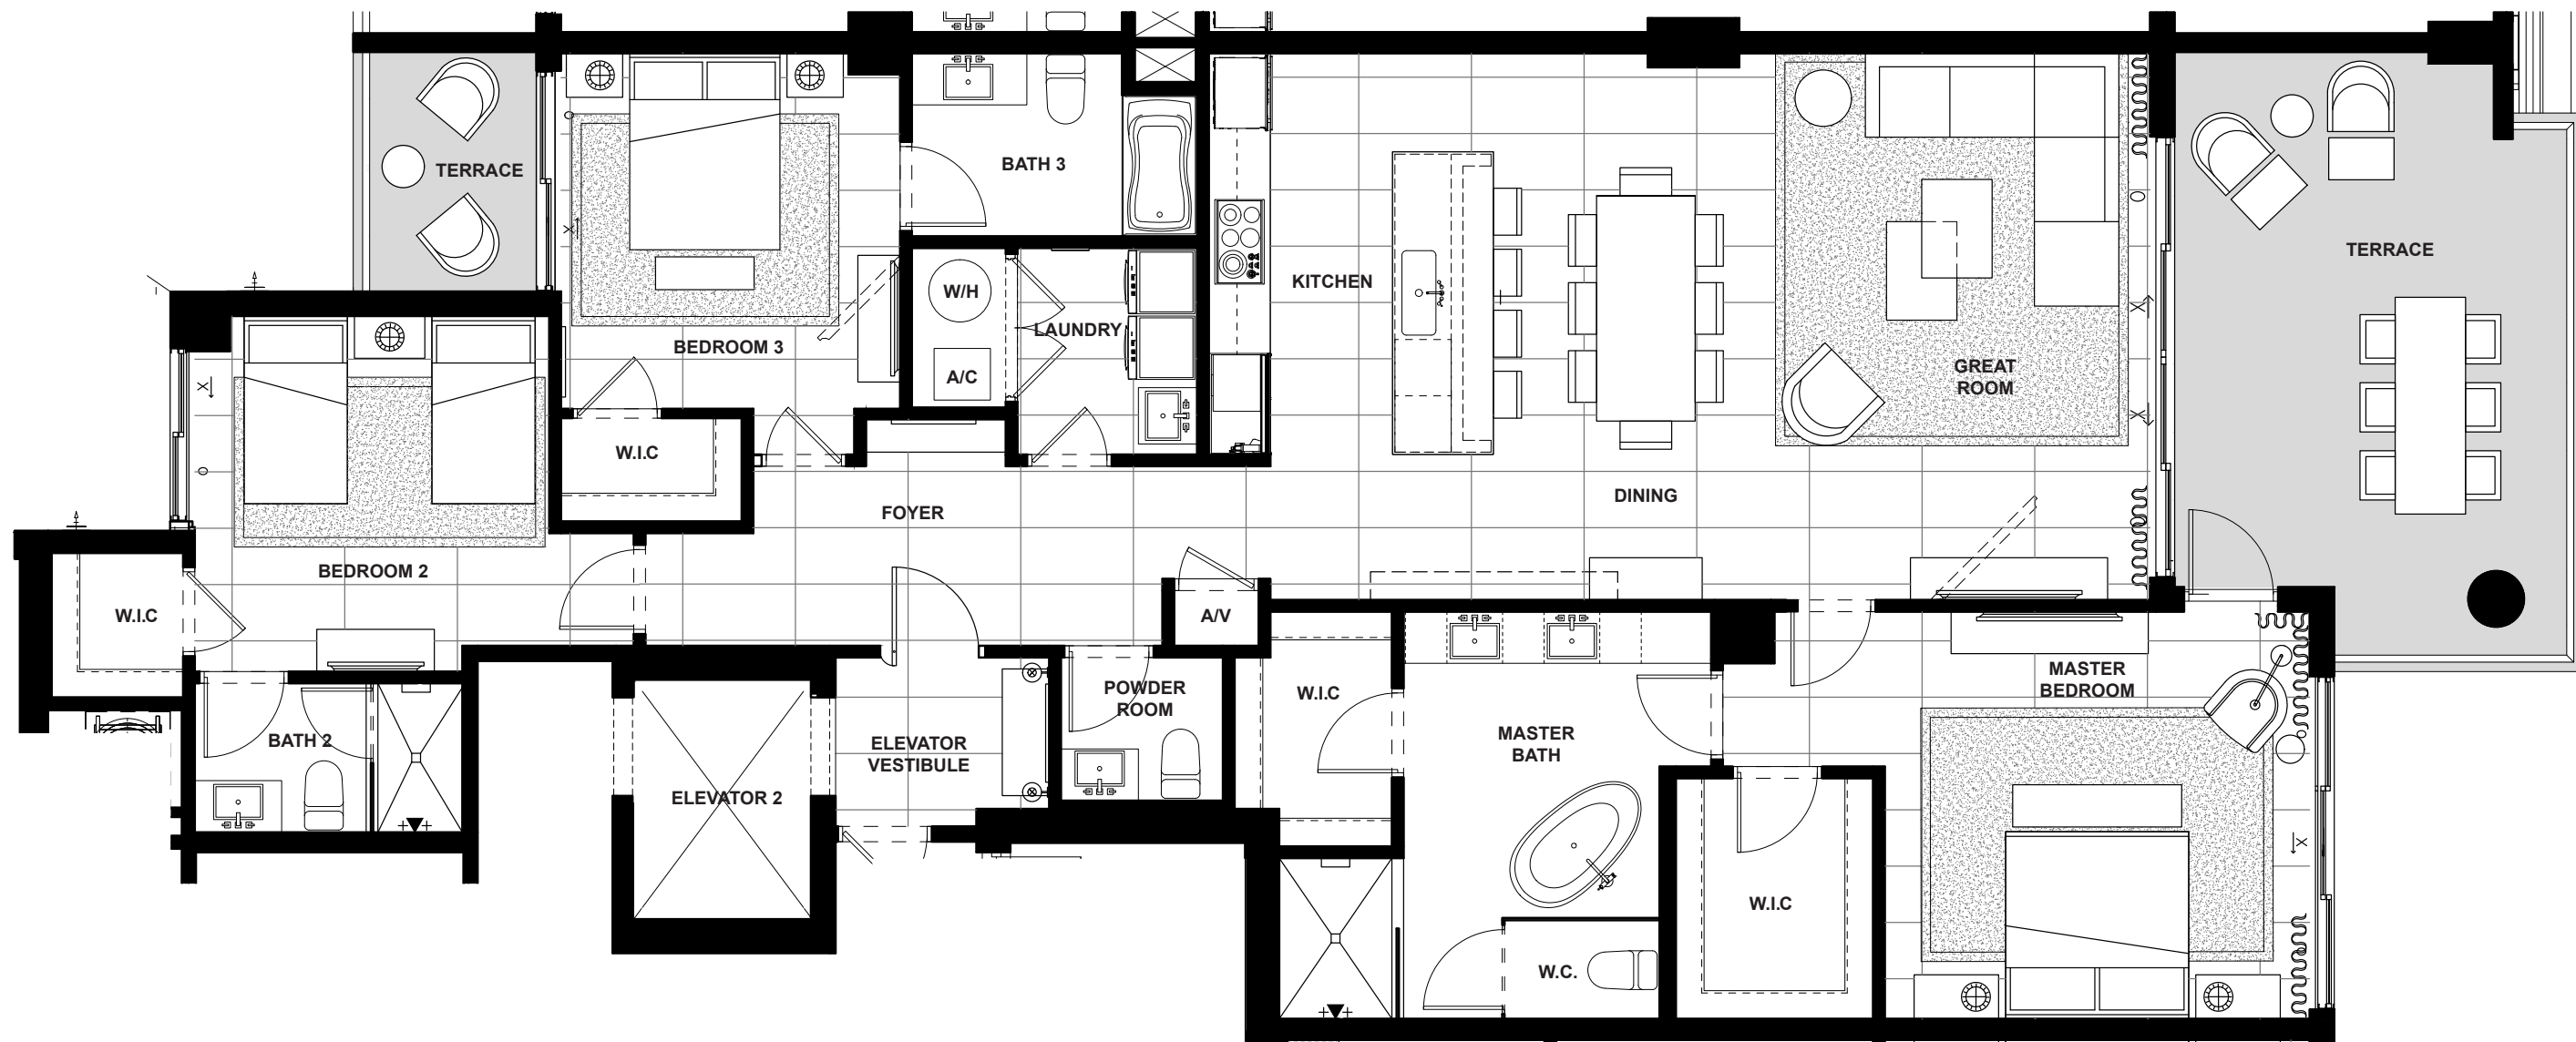 TERRACE
BATH 3
KITCHEN
TERRACE
W/H
LAUNDRY
BEDROOM 3
A/C
GREAT
ROOM
W.I.C
DINING
FOYER
BEDROOM 2
W.I.C
A/V
POWDER
ROOM
W.I.C
MASTER
BEDROOM
BATH 2
ELEVATOR
VESTIBULE
MASTER
BATH
ELEVATOR 2
W.I.C
W.C.
O
X
X
O
O
X
X
X